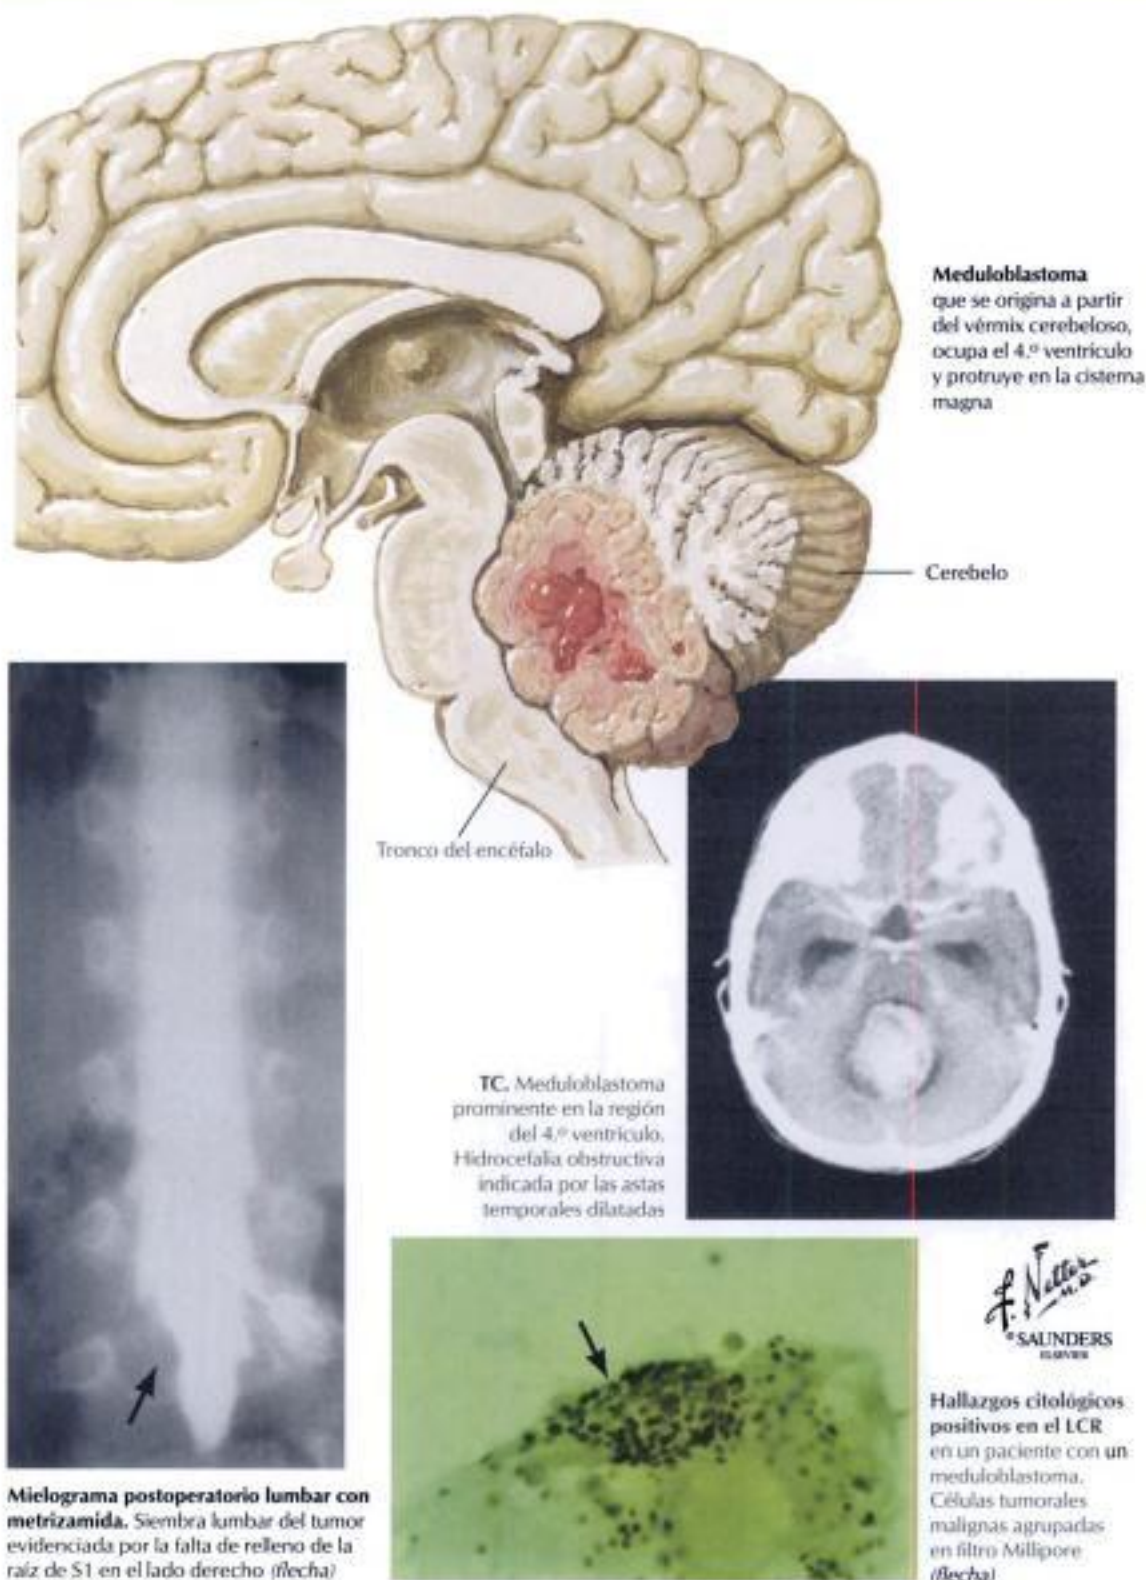 Meduloblastoma
que se origina a partir
del vérmix cerebeloso,
ocupa el 4.º ventrículo
y protruye en la cisterna
magna
Cerebelo
Tronco del encéfalo
TC. Meduloblastoma
prominente en la región
del 4.º ventrículo.
Hidrocefalia obstructiva
indicada por las astas
temporales dilatadas
F. Netter
M.D.
© SAUNDERS
ELSEVIER
Mielograma postoperatorio lumbar con
metrizamida. Siembra lumbar del tumor
evidenciada por la falta de relleno de la
raíz de S1 en el lado derecho (flecha)
Hallazgos citológicos
positivos en el LCR
en un paciente con un
meduloblastoma.
Células tumorales
malignas agrupadas
en filtro Millipore
(flecha)